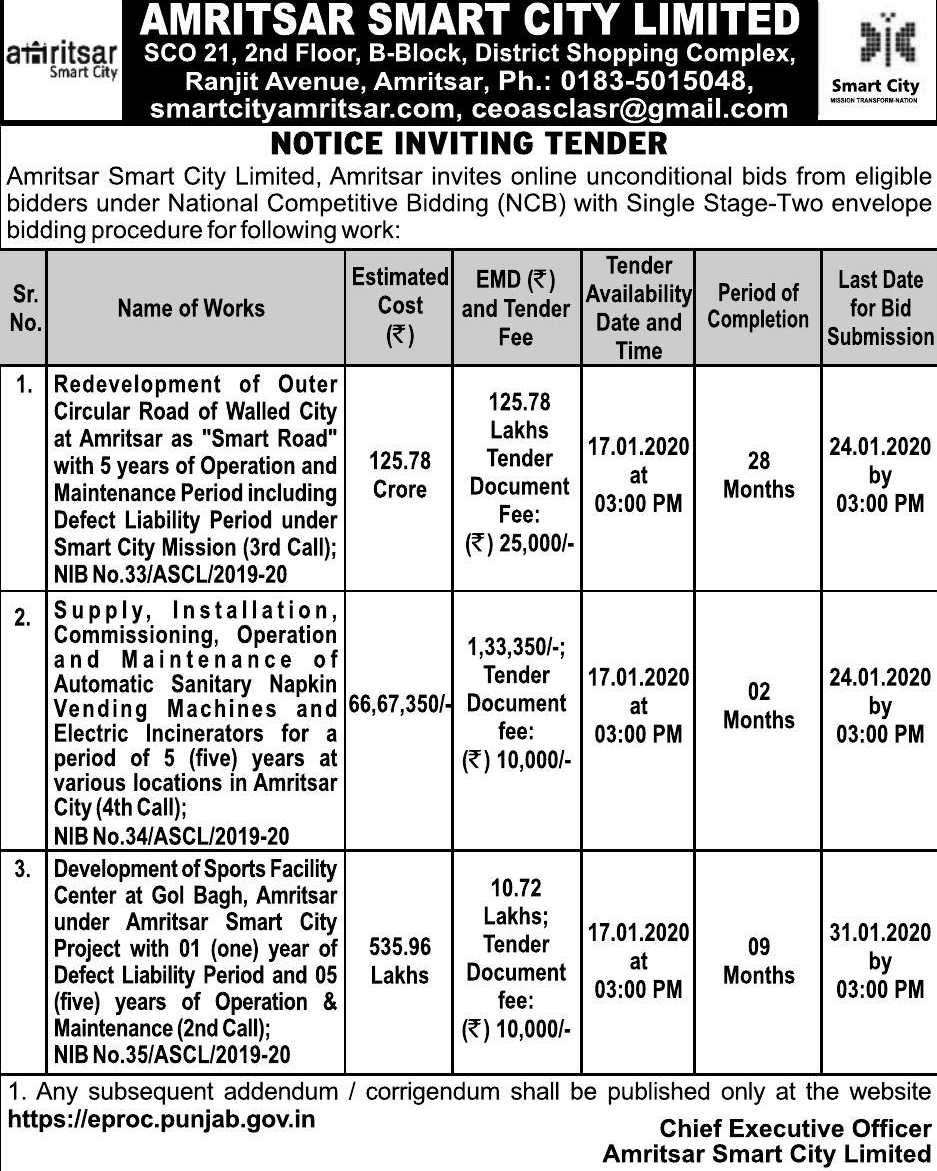 amritsar
Smart City
AMRITSAR SMART CITY LIMITED
SCO 21, 2nd Floor, B-Block, District Shopping Complex,
Ranjit Avenue, Amritsar, Ph.: 0183-5015048,
smartcityamritsar.com, ceoasclasr@gmail.com
Smart City
MISSION TRANSFORM-NATION
NOTICE INVITING TENDER
Amritsar Smart City Limited, Amritsar invites online unconditional bids from eligible
bidders under National Competitive Bidding (NCB) with Single Stage-Two envelope
bidding procedure for following work:
Sr.
No.
Name of Works
Estimated
Cost
(₹)
EMD (₹)
and Tender
Fee
Tender
Availability
Date and
Time
Period of
Completion
Last Date
for Bid
Submission
1.
Redevelopment of Outer
Circular Road of Walled City
at Amritsar as "Smart Road"
with 5 years of Operation and
Maintenance Period including
Defect Liability Period under
Smart City Mission (3rd Call);
NIB No.33/ASCL/2019-20
125.78
Crore
125.78
Lakhs
Tender
Document
Fee:
(₹) 25,000/-
17.01.2020
at
03:00 PM
28
Months
24.01.2020
by
03:00 PM
2.
Supply, Installation,
Commissioning, Operation
and Maintenance of
Automatic Sanitary Napkin
Vending Machines and
Electric Incinerators for a
period of 5 (five) years at
various locations in Amritsar
City (4th Call);
NIB No.34/ASCL/2019-20
66,67,350/-
1,33,350/-;
Tender
Document
fee:
(₹) 10,000/-
17.01.2020
at
03:00 PM
02
Months
24.01.2020
by
03:00 PM
3.
Development of Sports Facility
Center at Gol Bagh, Amritsar
under Amritsar Smart City
Project with 01 (one) year of
Defect Liability Period and 05
(five) years of Operation &
Maintenance (2nd Call);
NIB No.35/ASCL/2019-20
535.96
Lakhs
10.72
Lakhs;
Tender
Document
fee:
(₹) 10,000/-
17.01.2020
at
03:00 PM
09
Months
31.01.2020
by
03:00 PM
1. Any subsequent addendum / corrigendum shall be published only at the website
https://eproc.punjab.gov.in
Chief Executive Officer
Amritsar Smart City Limited